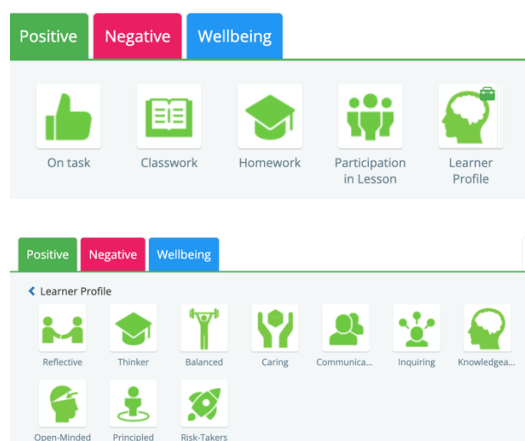 Positive Negative Wellbeing
On task Classwork Homework Participation in Lesson Learner Profile
Positive Negative Wellbeing
Learner Profile
Reflective Thinker Balanced Caring Communica... Inquiring Knowledgea...
Open-Minded Principled Risk-Takers